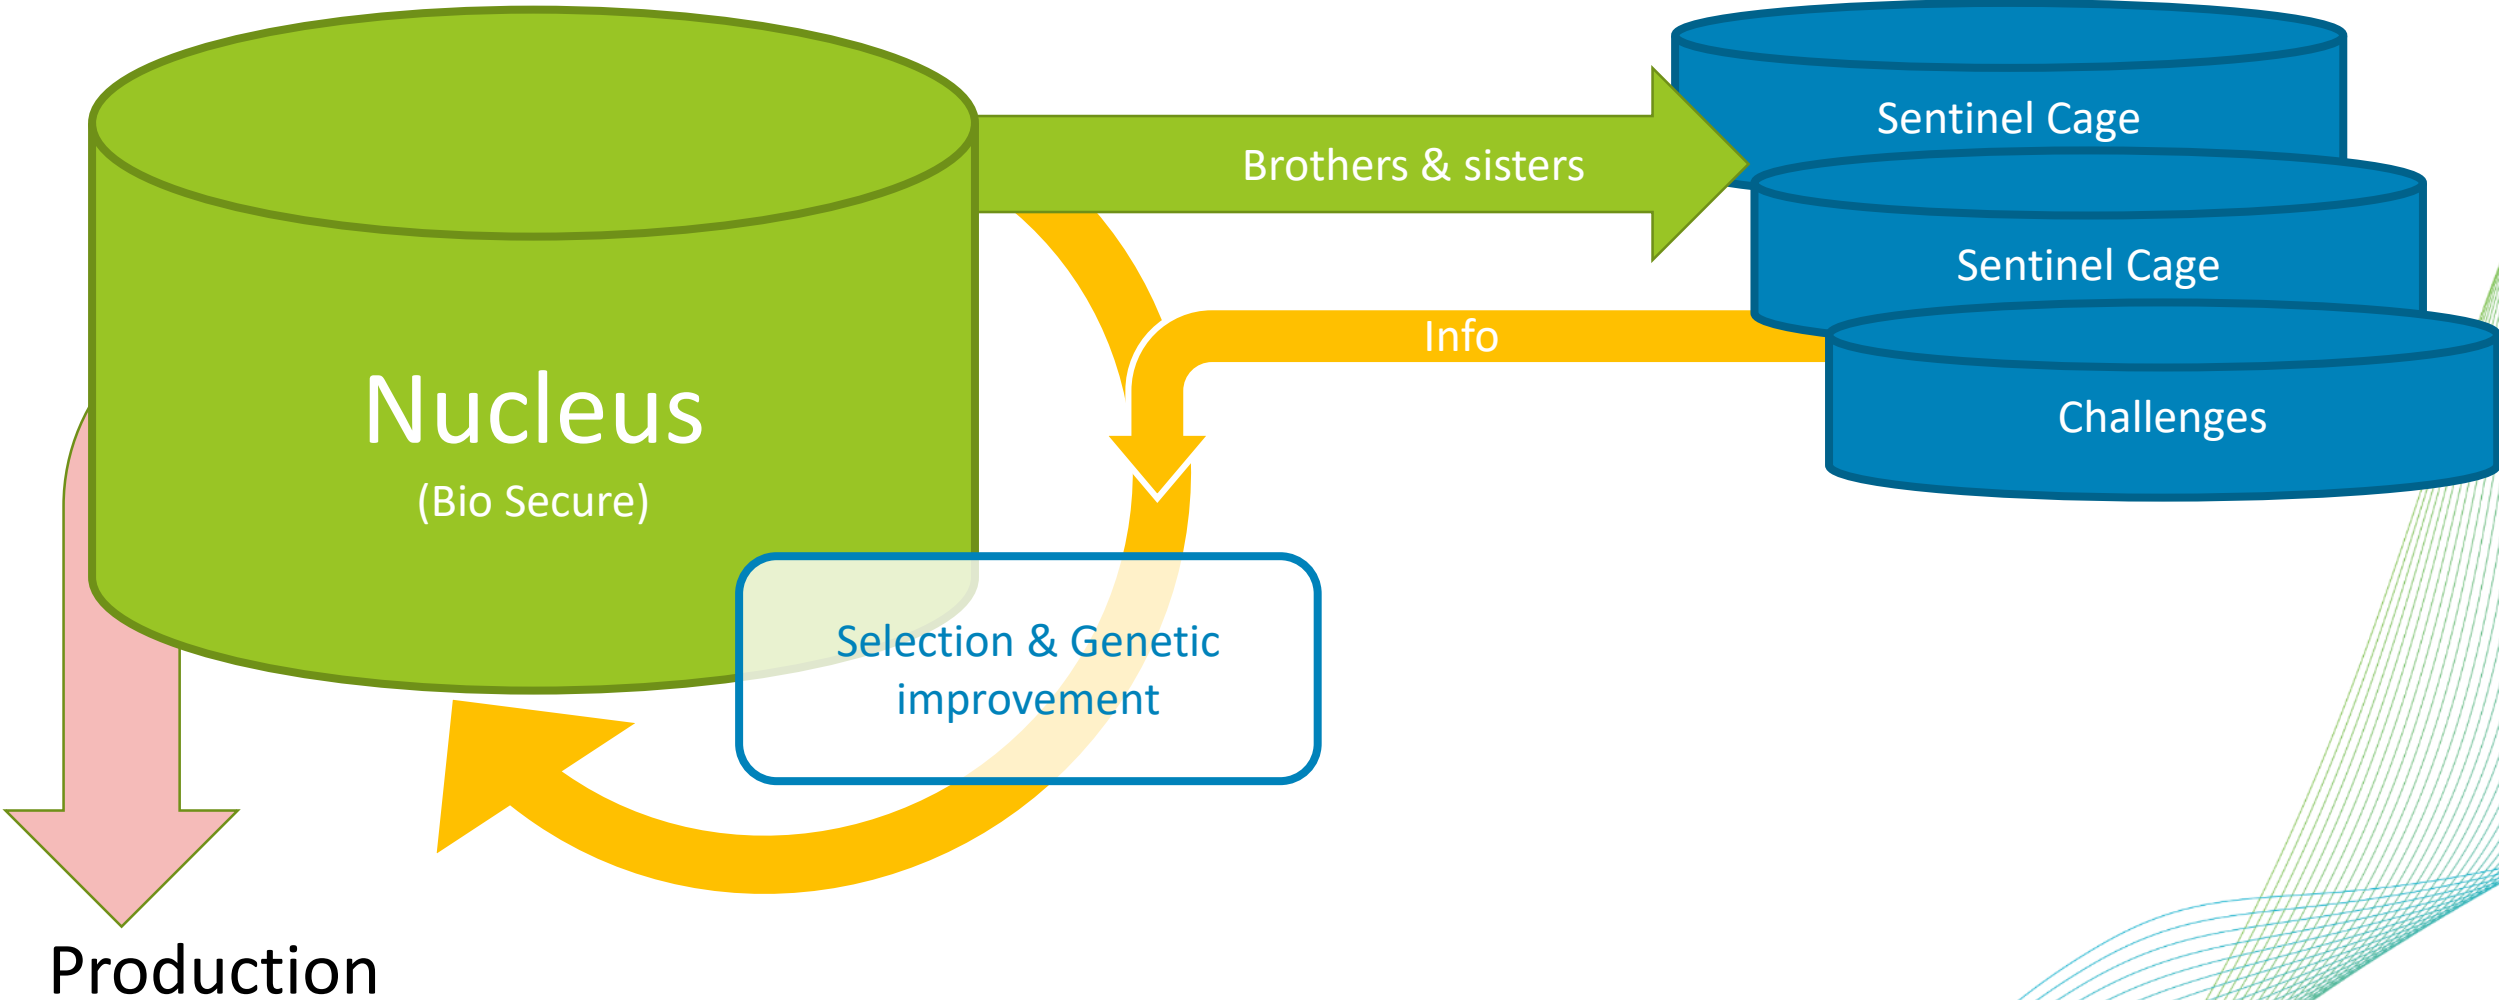 Sentinel Cage
Brothers & sisters
Sentinel Cage
Info
Challenges
Nucleus
(Bio Secure)
Selection & Genetic
improvement
Production